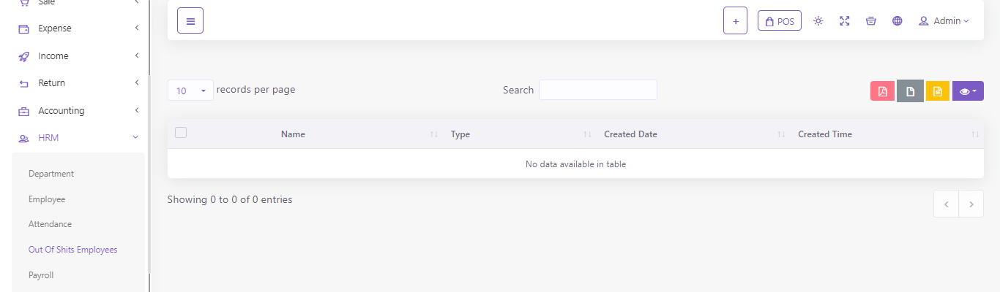 Sale
Expense
Income
Return
Accounting
HRM
Department
Employee
Attendance
Out Of Shits Employees
Payroll
+ POS Admin
10 records per page
Search
Name Type Created Date Created Time
No data available in table
Showing 0 to 0 of 0 entries